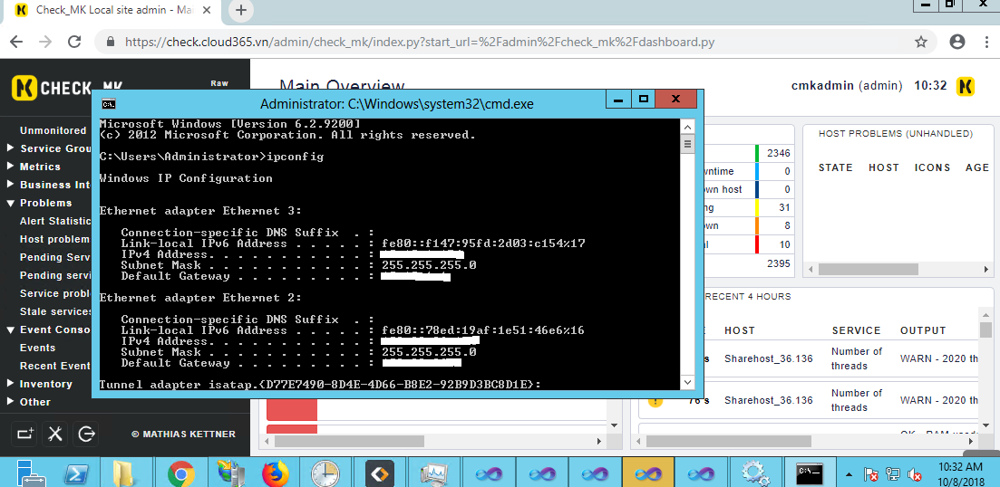 Check_MK Local site admin - Mai
https://check.cloud365.vn/admin/check_mk/index.py?start_url=%2Fadmin%2Fcheck_mk%2Fdashboard.py
CHECK_MK
Raw
Main Overview
cmkadmin (admin) 10:32
Unmonitored
Service Grou
Metrics
Business Int
Problems
Alert Statistic
Host problem
Pending Serv
Pending servi
Service probl
Stale services
Event Conso
Events
Recent Event
Inventory
Other
© MATHIAS KETTNER
Administrator: C:\Windows\system32\cmd.exe
Microsoft Windows [Version 6.2.9200]
(c) 2012 Microsoft Corporation. All rights reserved.
C:\Users\Administrator>ipconfig
Windows IP Configuration
Ethernet adapter Ethernet 3:
Connection-specific DNS Suffix . :
Link-local IPv6 Address . . . . . : fe80::f147:95fd:2d03:c154%17
IPv4 Address. . . . . . . . . . . :
Subnet Mask . . . . . . . . . . . : 255.255.255.0
Default Gateway . . . . . . . . . :
Ethernet adapter Ethernet 2:
Connection-specific DNS Suffix . :
Link-local IPv6 Address . . . . . : fe80::78ed:19af:1e51:46e6%16
IPv4 Address. . . . . . . . . . . :
Subnet Mask . . . . . . . . . . . : 255.255.255.0
Default Gateway . . . . . . . . . :
Tunnel adapter isatap.{D77E7490-8D4E-4D66-B8E2-92B9D3BC8D1E}:
2346
wntime 0
own host 0
ng 31
own 8
al 10
2395
HOST PROBLEMS (UNHANDLED)
STATE HOST ICONS AGE
RECENT 4 HOURS
E HOST SERVICE OUTPUT
s Sharehost_36.136 Number of threads WARN - 2020 th
76 s Sharehost_36.136 Number of threads WARN - 2020 th
10:32 AM
10/8/2018